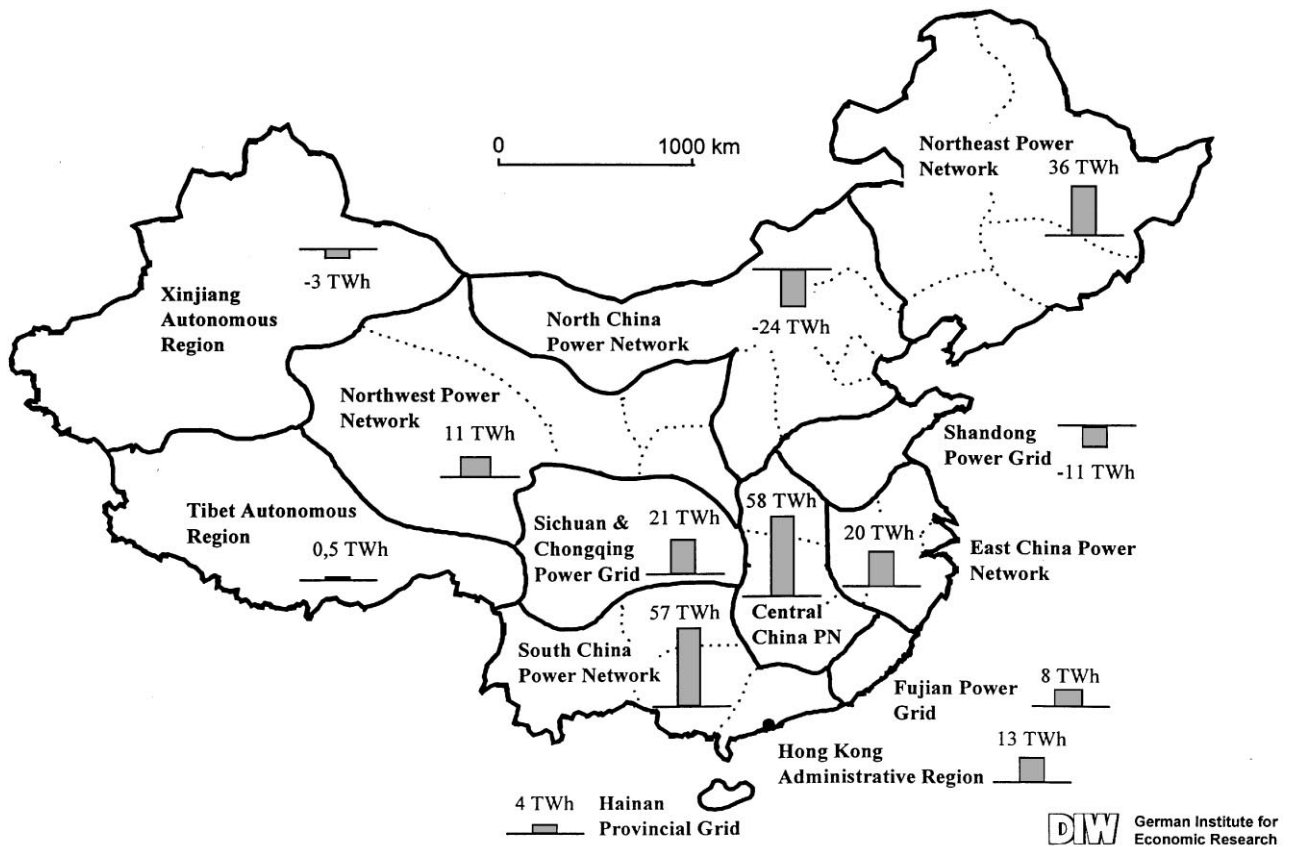 0 1000 km
Northeast Power
Network
36 TWh
-3 TWh
Xinjiang
Autonomous
Region
North China
Power Network
-24 TWh
Northwest Power
Network
11 TWh
Shandong
Power Grid
-11 TWh
Tibet Autonomous
Region
0,5 TWh
Sichuan &
Chongqing
Power Grid
21 TWh
58 TWh
Central
China PN
20 TWh
East China Power
Network
57 TWh
South China
Power Network
Fujian Power
Grid
8 TWh
Hong Kong
Administrative Region
13 TWh
4 TWh
Hainan
Provincial Grid
DIW
German Institute for
Economic Research